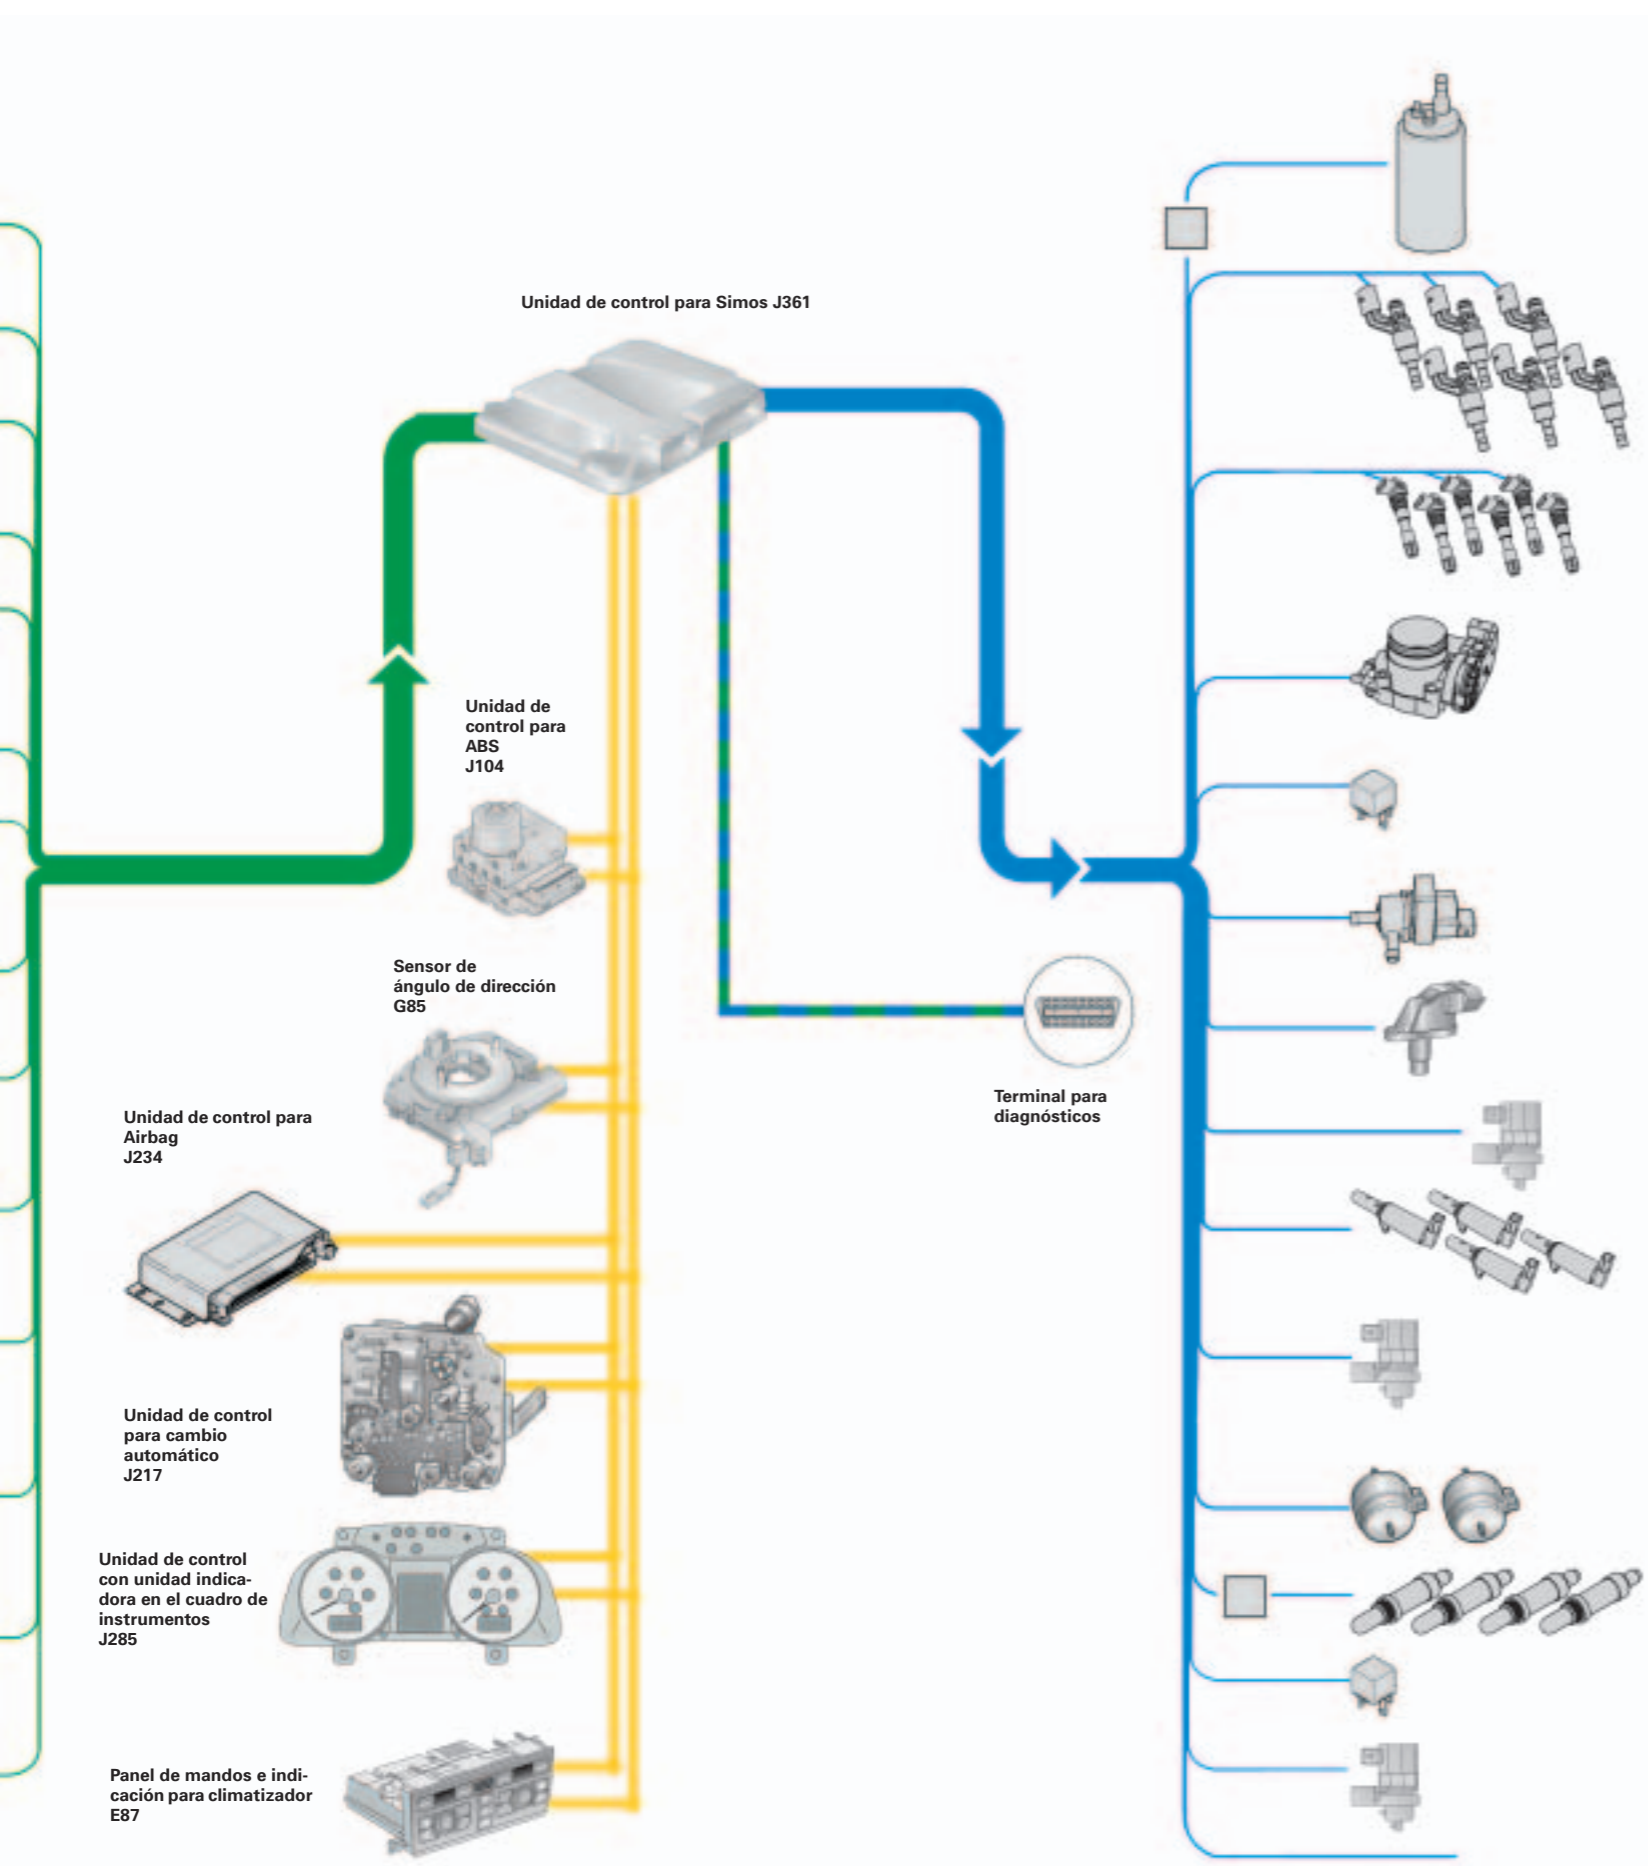 Unidad de control para Simos J361
Unidad de
control para
ABS
J104
Sensor de
ángulo de dirección
G85
Terminal para
diagnósticos
Unidad de control para
Airbag
J234
Unidad de control
para cambio
automático
J217
Unidad de control
con unidad indica-
dora en el cuadro de
instrumentos
J285
Panel de mandos e indi-
cación para climatizador
E87